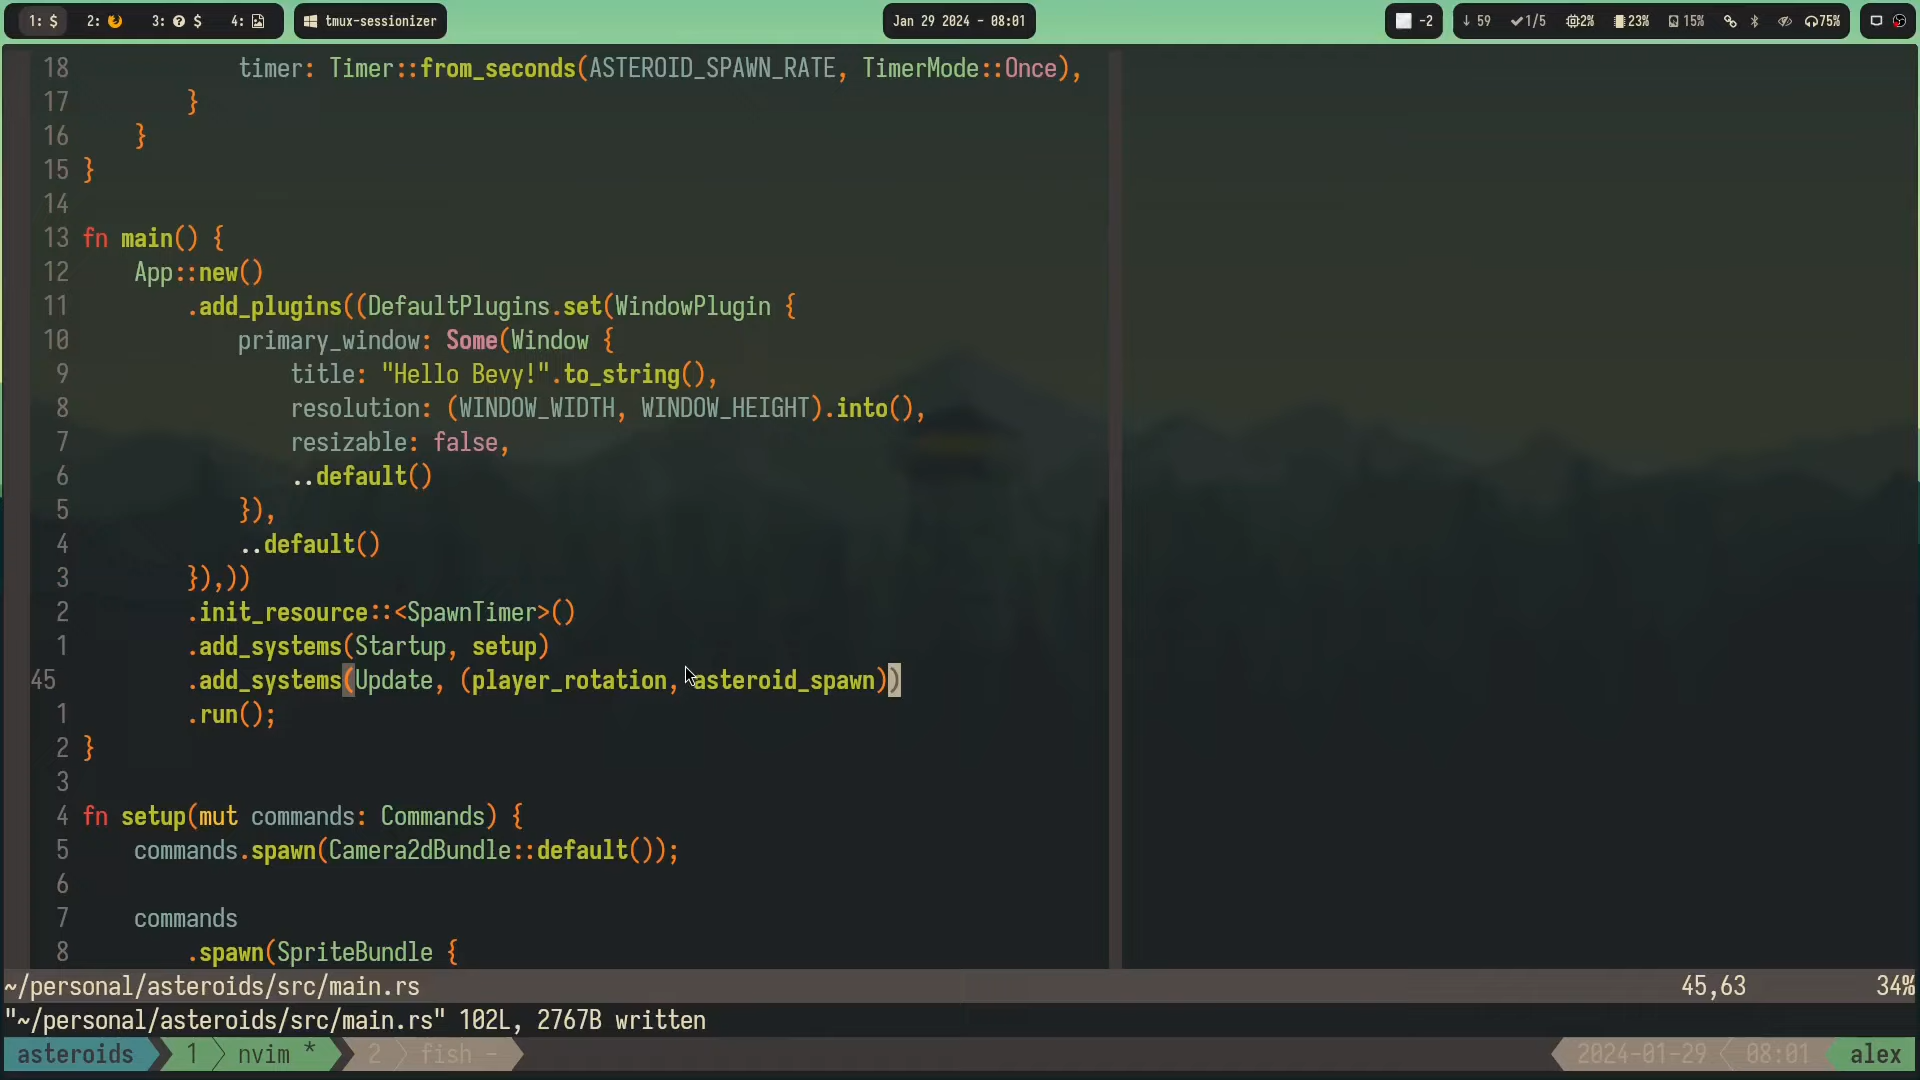 1: $ 2: 3: $ 4: tmux-sessionizer Jan 29 2024 - 08:01 -2 ↓ 59 ✓1/5 2% 23% 15% 75%
18 timer: Timer::from_seconds(ASTEROID_SPAWN_RATE, TimerMode::Once),
17 }
16 }
15 }
14
13 fn main() {
12 App::new()
11 .add_plugins((DefaultPlugins.set(WindowPlugin {
10 primary_window: Some(Window {
9 title: "Hello Bevy!".to_string(),
8 resolution: (WINDOW_WIDTH, WINDOW_HEIGHT).into(),
7 resizable: false,
6 ..default()
5 }),
4 ..default()
3 }),))
2 .init_resource::<SpawnTimer>()
1 .add_systems(Startup, setup)
45 .add_systems(Update, (player_rotation, asteroid_spawn))
1 .run();
2 }
3
4 fn setup(mut commands: Commands) {
5 commands.spawn(Camera2dBundle::default());
6
7 commands
8 .spawn(SpriteBundle {
~/personal/asteroids/src/main.rs 45,63 34%
"~/personal/asteroids/src/main.rs" 102L, 2767B written
asteroids 1 nvim * 2 fish - 2024-01-29 08:01 alex